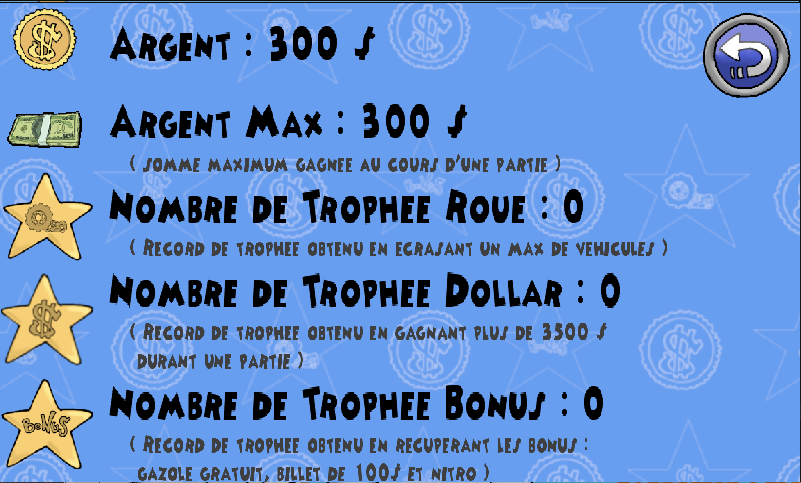 ARGENT : 300 $
ARGENT MAX : 300 $
( SOMME MAXIMUM GAGNEE AU COURS D'UNE PARTIE )
NOMBRE DE TROPHEE ROUE : 0
( RECORD DE TROPHEE OBTENU EN ECRASANT UN MAX DE VEHICULES )
NOMBRE DE TROPHEE DOLLAR : 0
( RECORD DE TROPHEE OBTENU EN GAGNANT PLUS DE 3500 $
DURANT UNE PARTIE )
BONUS
NOMBRE DE TROPHEE BONUS : 0
( RECORD DE TROPHEE OBTENU EN RECUPERANT LES BONUS :
GAZOLE GRATUIT, BILLET DE 100$ ET NITRO )